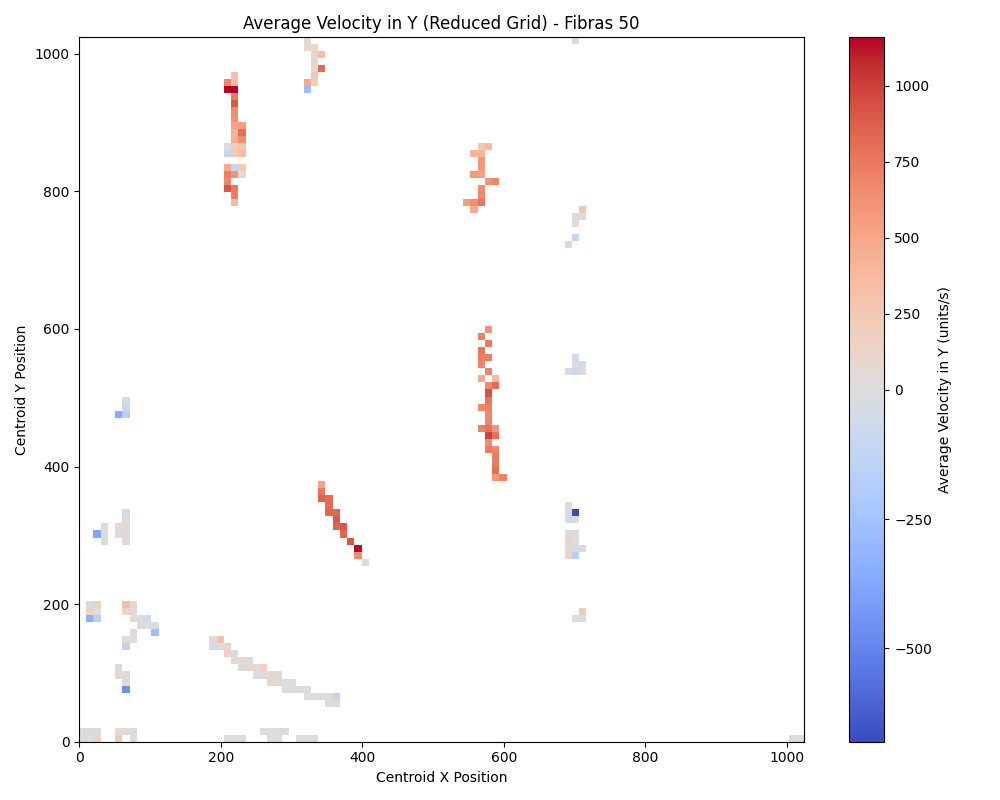 Average Velocity in Y (Reduced Grid) - Fibras 50
Centroid Y Position
1000
800
600
400
200
0
0 200 400 600 800 1000
Centroid X Position
1000
750
500
250
0
−250
−500
Average Velocity in Y (units/s)